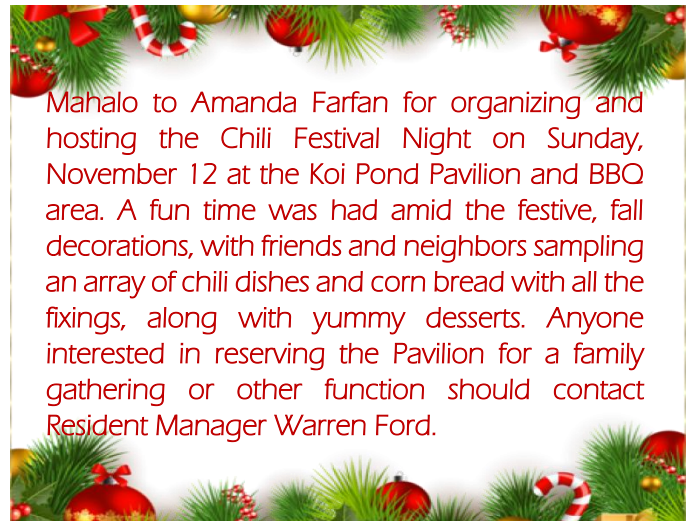 Mahalo to Amanda Farfan for organizing and
hosting the Chili Festival Night on Sunday,
November 12 at the Koi Pond Pavilion and BBQ
area. A fun time was had amid the festive, fall
decorations, with friends and neighbors sampling
an array of chili dishes and corn bread with all the
fixings, along with yummy desserts. Anyone
interested in reserving the Pavilion for a family
gathering or other function should contact
Resident Manager Warren Ford.